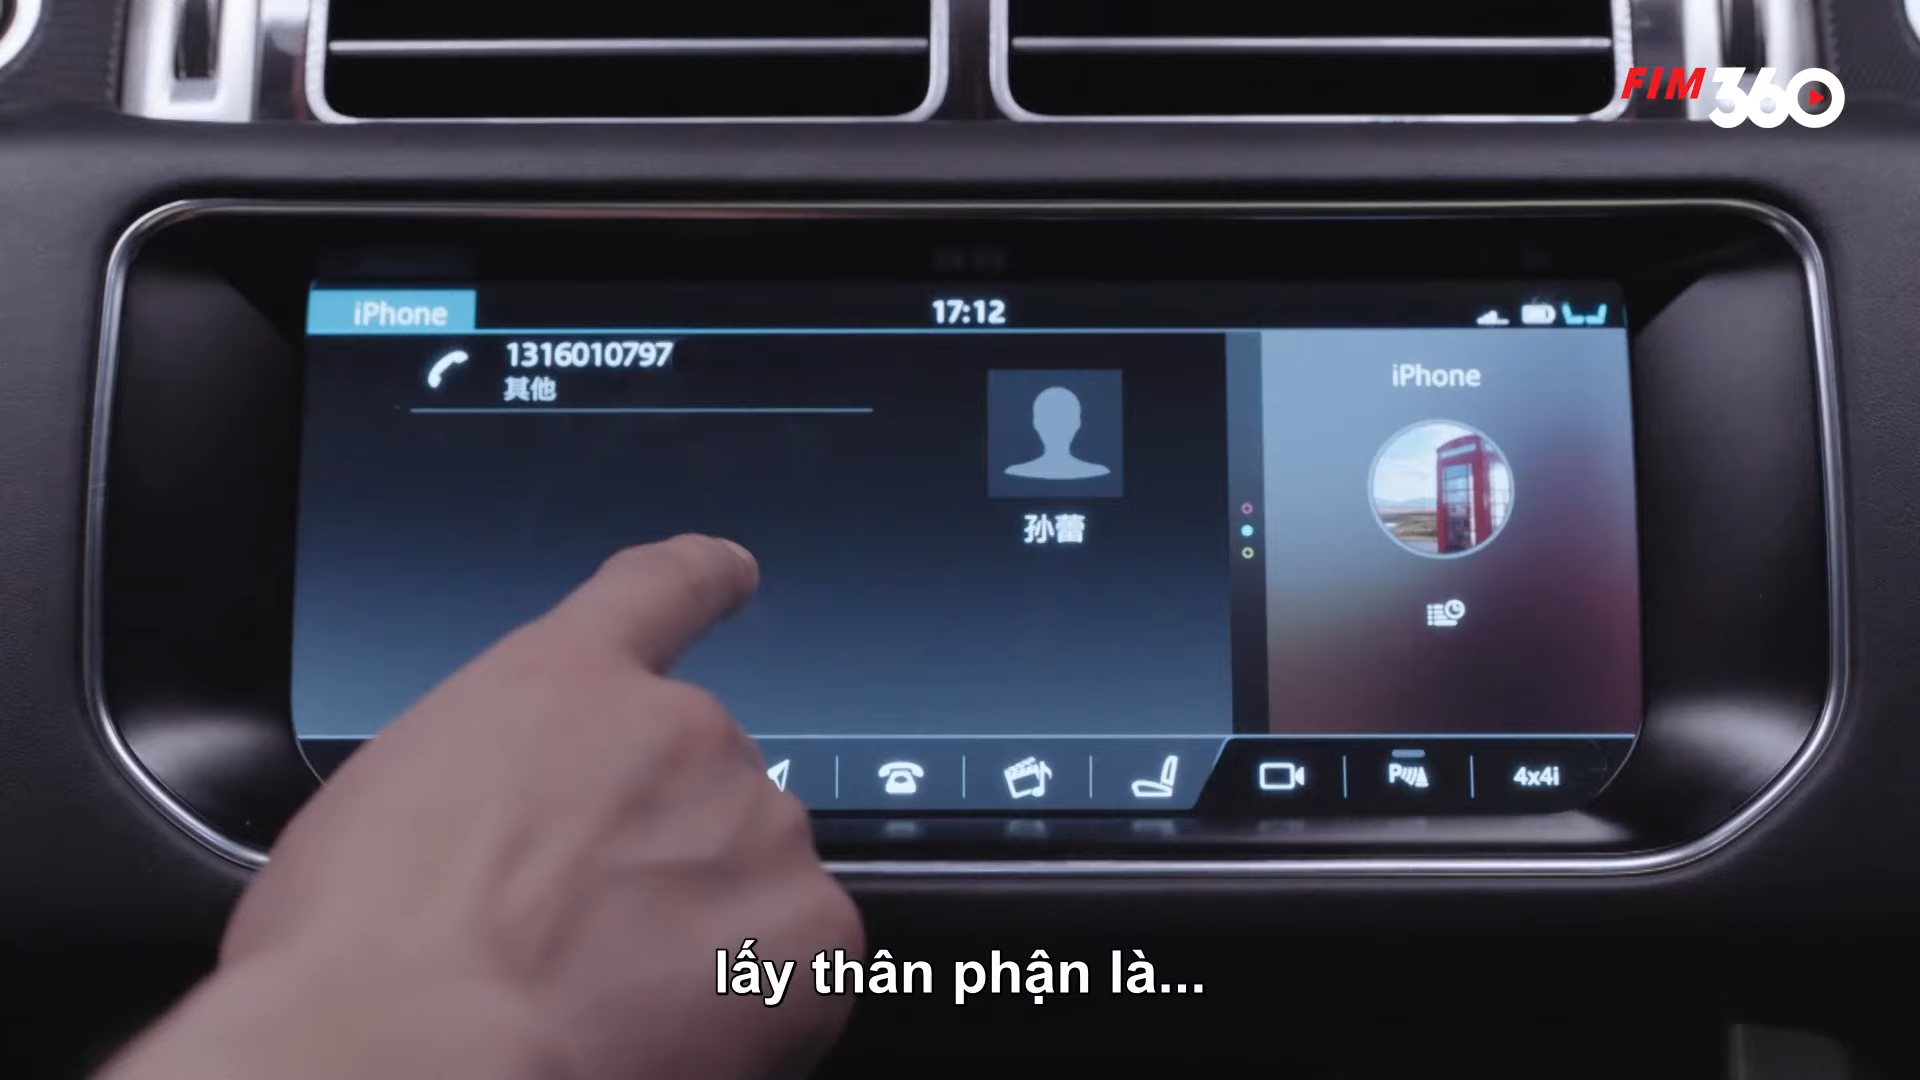 FIM360
iPhone
17:12
1316010797
其他
孙蕾
iPhone
4x4i
lấy thân phận là...